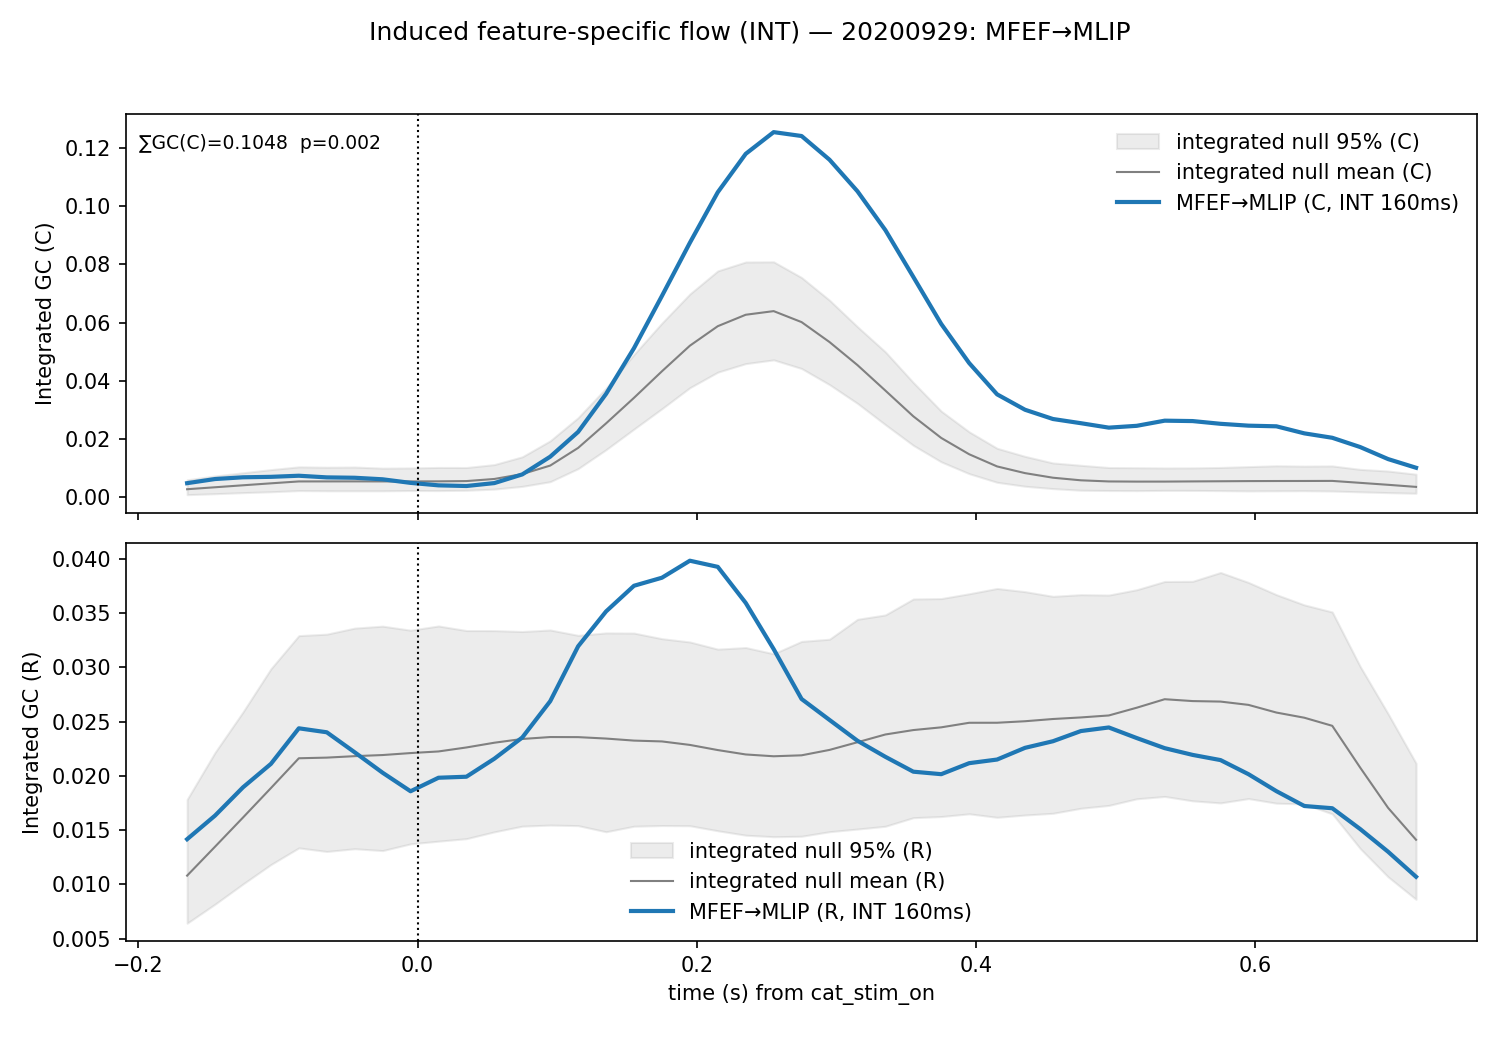 Induced feature-specific flow (INT) — 20200929: MFEF→MLIP
∑GC(C)=0.1048  p=0.002
integrated null 95% (C)
integrated null mean (C)
MFEF→MLIP (C, INT 160ms)
Integrated GC (C)
0.12
0.10
0.08
0.06
0.04
0.02
0.00
Integrated GC (R)
0.040
0.035
0.030
0.025
0.020
0.015
0.010
0.005
integrated null 95% (R)
integrated null mean (R)
MFEF→MLIP (R, INT 160ms)
−0.2 0.0 0.2 0.4 0.6
time (s) from cat_stim_on